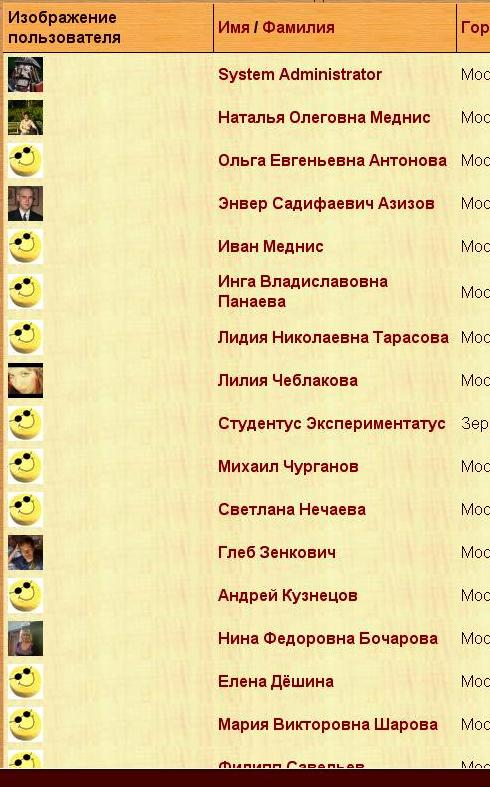 Изображение
пользователя
Имя / Фамилия
Гор
System Administrator
Мос
Наталья Олеговна Меднис
Мос
Ольга Евгеньевна Антонова
Мос
Энвер Садифаевич Азизов
Мос
Иван Меднис
Мос
Инга Владиславовна
Панаева
Мос
Лидия Николаевна Тарасова
Мос
Лилия Чеблакова
Мос
Студентус Экспериментатус
Зер
Михаил Чурганов
Мос
Светлана Нечаева
Мос
Глеб Зенкович
Мос
Андрей Кузнецов
Мос
Нина Федоровна Бочарова
Мос
Елена Дёшина
Мос
Мария Викторовна Шарова
Мос
Филипп Савельев
Мос